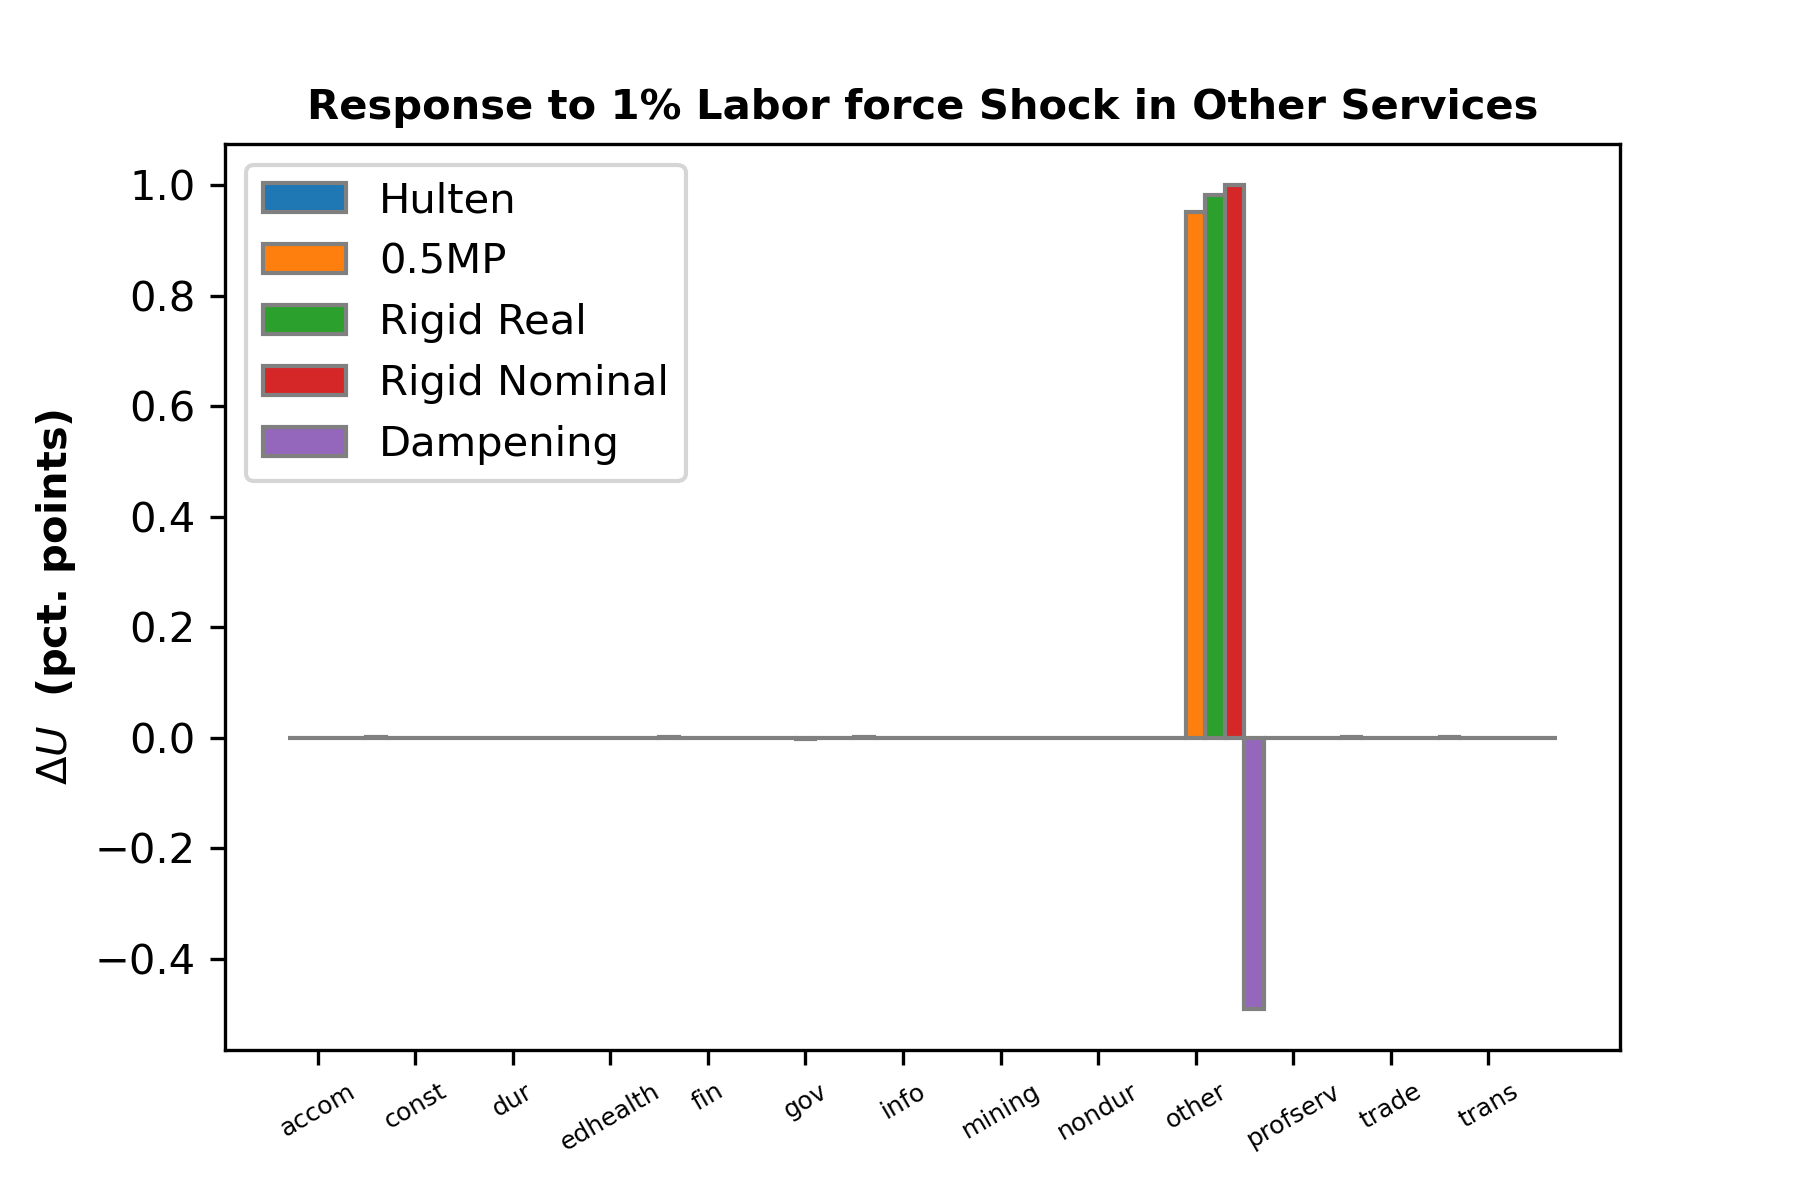 Response to 1% Labor force Shock in Other Services
Hulten
0.5MP
Rigid Real
Rigid Nominal
Dampening
1.0
0.8
0.6
0.4
0.2
0.0
−0.2
−0.4
ΔU (pct. points)
accom const dur edhealth fin gov info mining nondur other profserv trade trans